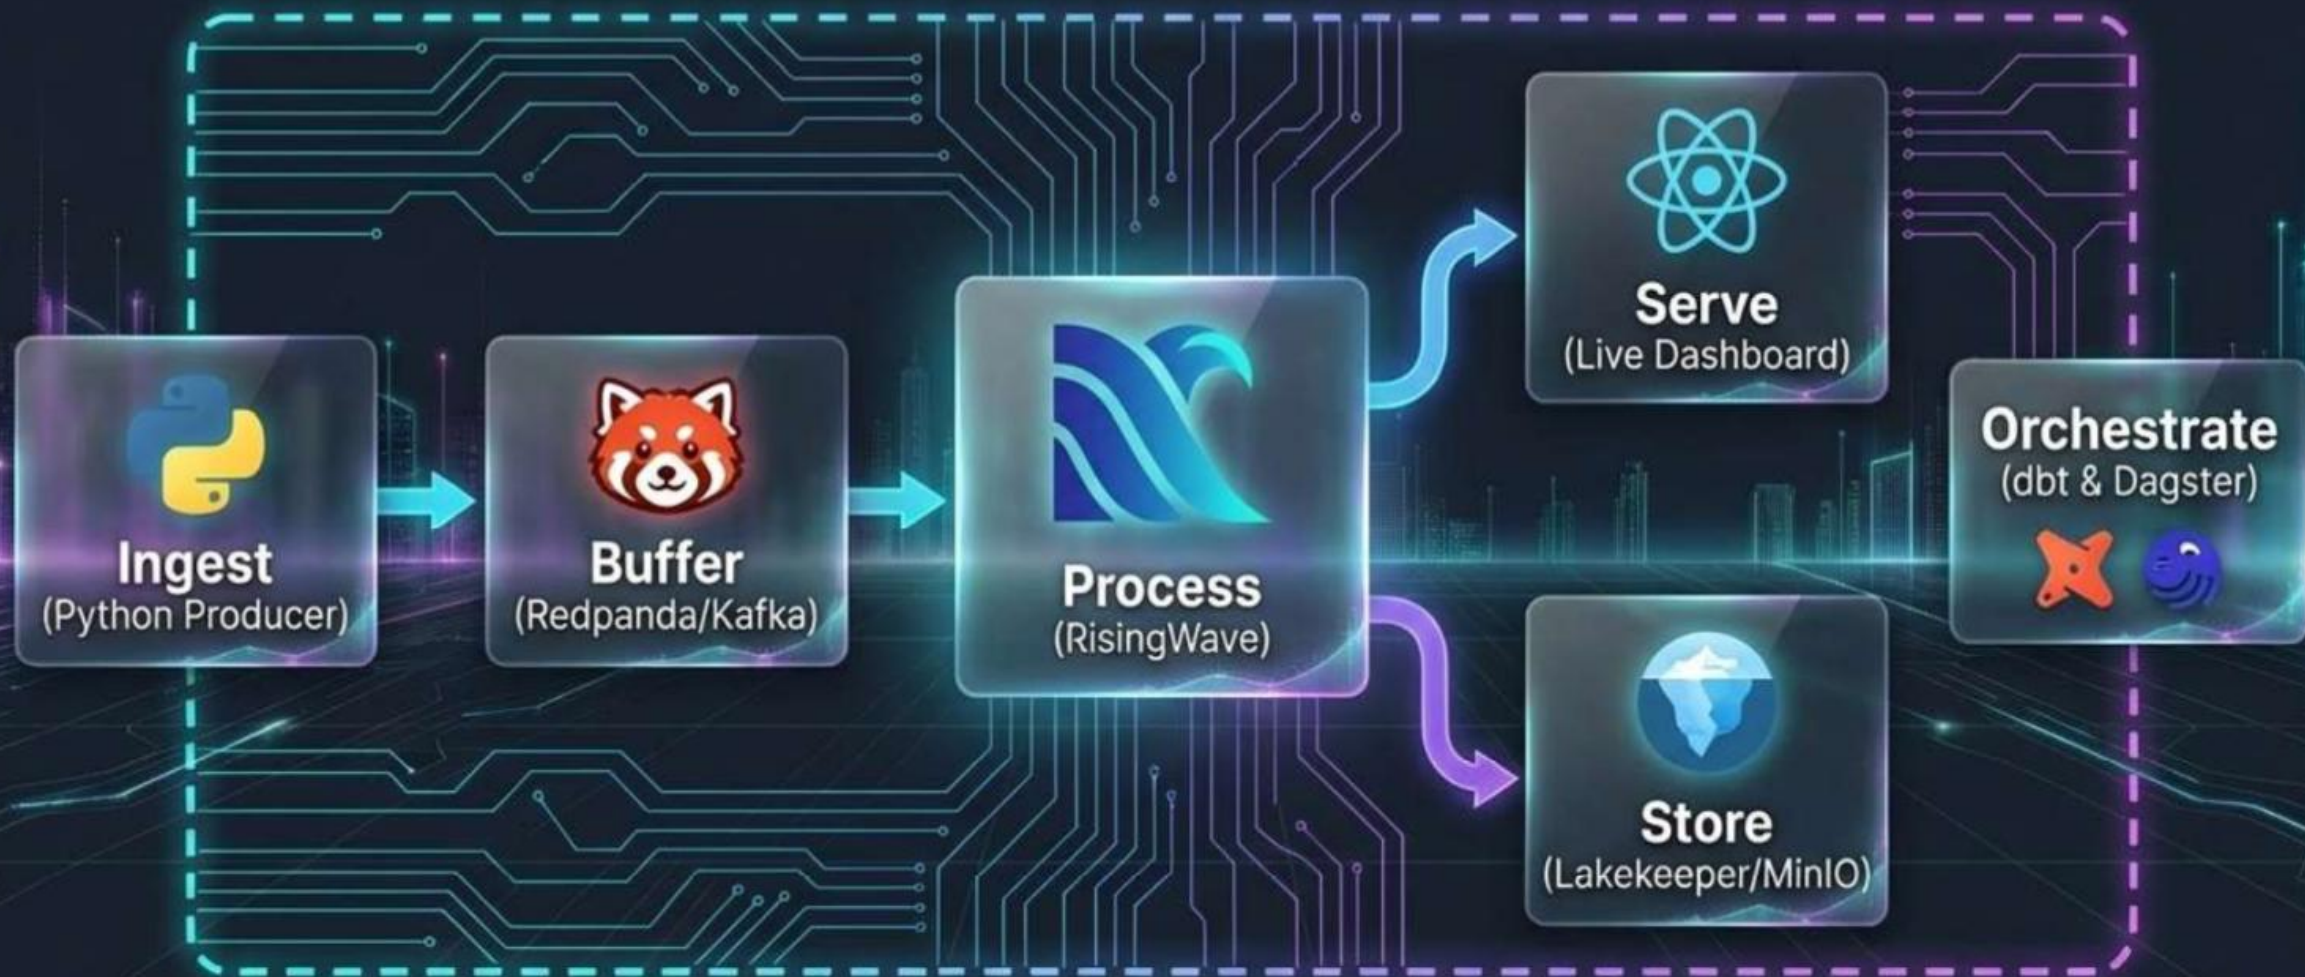 Ingest
(Python Producer)
Buffer
(Redpanda/Kafka)
Process
(RisingWave)
Serve
(Live Dashboard)
Store
(Lakekeeper/MinIO)
Orchestrate
(dbt & Dagster)